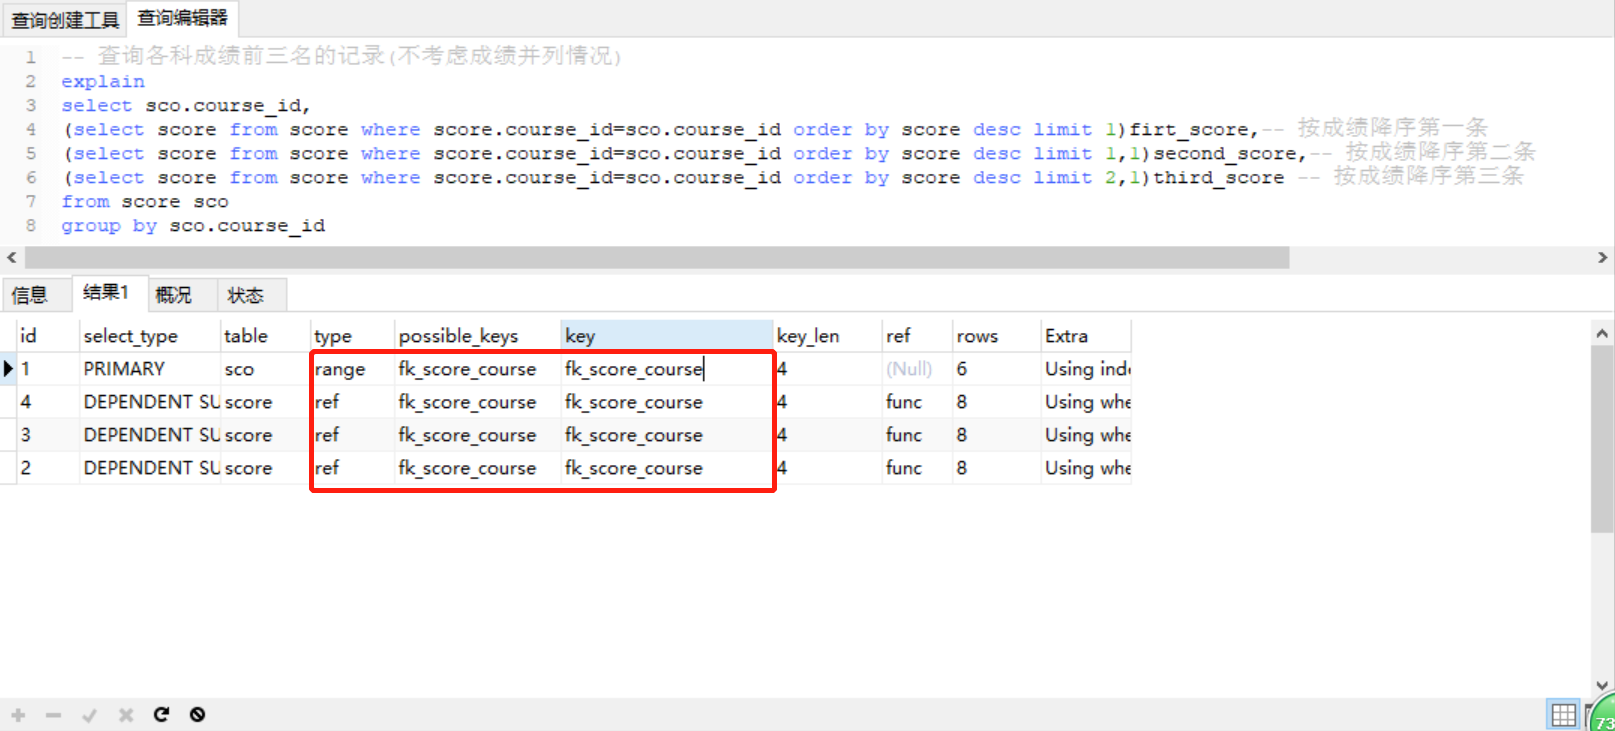 查询创建工具 查询编辑器
1 -- 查询各科成绩前三名的记录(不考虑成绩并列情况)
2 explain
3 select sco.course_id,
4 (select score from score where score.course_id=sco.course_id order by score desc limit 1)firt_score,-- 按成绩降序第一条
5 (select score from score where score.course_id=sco.course_id order by score desc limit 1,1)second_score,-- 按成绩降序第二条
6 (select score from score where score.course_id=sco.course_id order by score desc limit 2,1)third_score -- 按成绩降序第三条
7 from score sco
8 group by sco.course_id
信息 结果1 概况 状态
id select_type table type possible_keys key key_len ref rows Extra
1 PRIMARY sco range fk_score_course fk_score_course 4 (Null) 6 Using inde
4 DEPENDENT SU score ref fk_score_course fk_score_course 4 func 8 Using whe
3 DEPENDENT SU score ref fk_score_course fk_score_course 4 func 8 Using whe
2 DEPENDENT SU score ref fk_score_course fk_score_course 4 func 8 Using whe
73